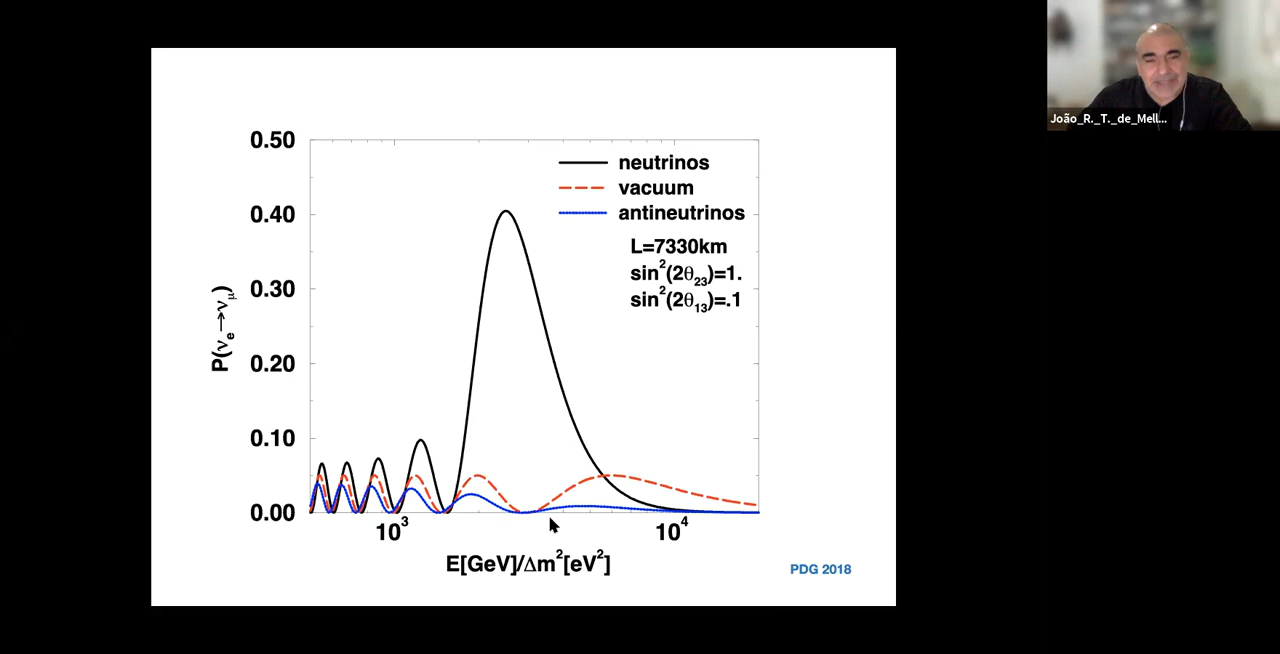 João_R._T._de_Mell...
0.50
0.40
0.30
0.20
0.10
0.00
P(νₑ→ν_μ)
neutrinos
vacuum
antineutrinos
L=7330km
sin²(2θ₂₃)=1.
sin²(2θ₁₃)=.1
10³ 10⁴
E[GeV]/Δm²[eV²]
PDG 2018